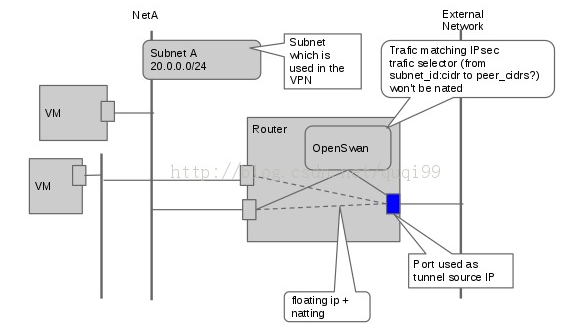 NetA
External
Network
Subnet A
20.0.0.0/24
Subnet
which is
used in the
VPN
Trafic matching IPsec
trafic selector (from
subnet_id:cidr to peer_cidrs?)
won't be nated
VM
Router
OpenSwan
VM
http://blog.csdn.net/quqi99
Port used as
tunnel source IP
floating ip +
natting